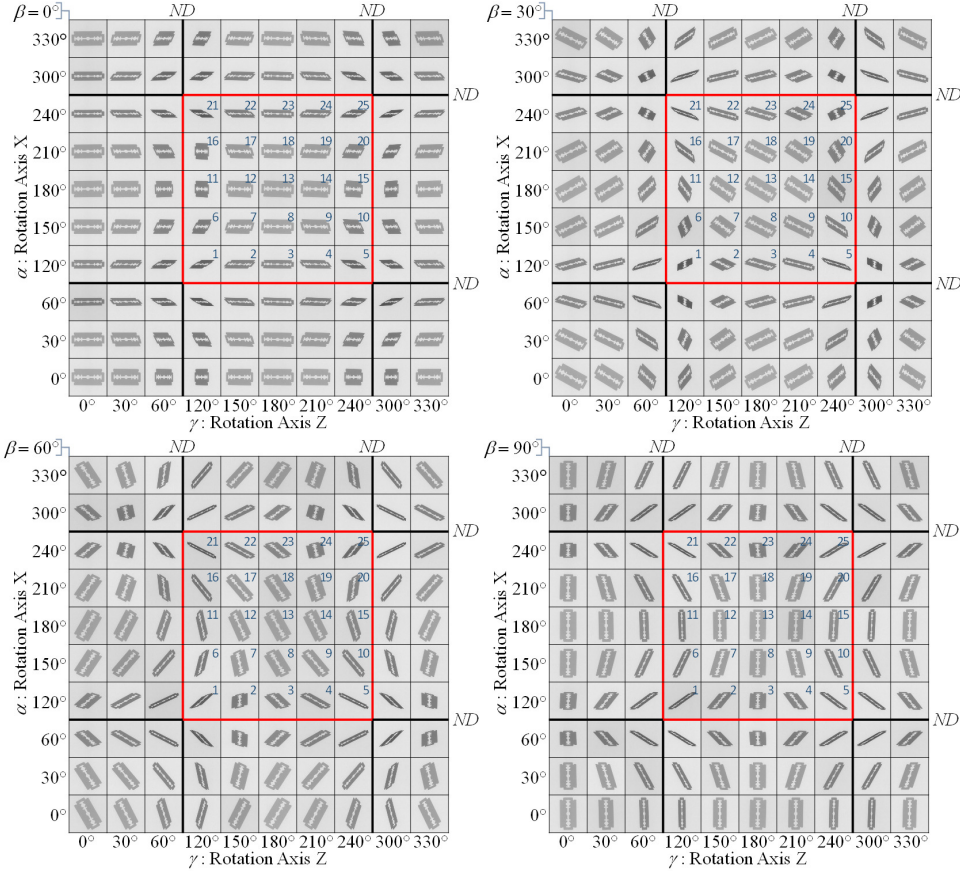 β=0° ND ND
330°
300°
ND
240° 21 22 23 24 25
210° 16 17 18 19 20
180° 11 12 13 14 15
150° 6 7 8 9 10
120° 1 2 3 4 5
ND
60°
30°
0°
α: Rotation Axis X
0° 30° 60° 120° 150° 180° 210° 240° 300° 330°
γ: Rotation Axis Z
β=30° ND ND
330°
300°
ND
240° 21 22 23 24 25
210° 16 17 18 19 20
180° 11 12 13 14 15
150° 6 7 8 9 10
120° 1 2 3 4 5
ND
60°
30°
0°
α: Rotation Axis X
0° 30° 60° 120° 150° 180° 210° 240° 300° 330°
γ: Rotation Axis Z
β=60° ND ND
330°
300°
ND
240° 21 22 23 24 25
210° 16 17 18 19 20
180° 11 12 13 14 15
150° 6 7 8 9 10
120° 1 2 3 4 5
ND
60°
30°
0°
α: Rotation Axis X
0° 30° 60° 120° 150° 180° 210° 240° 300° 330°
γ: Rotation Axis Z
β=90° ND ND
330°
300°
ND
240° 21 22 23 24 25
210° 16 17 18 19 20
180° 11 12 13 14 15
150° 6 7 8 9 10
120° 1 2 3 4 5
ND
60°
30°
0°
α: Rotation Axis X
0° 30° 60° 120° 150° 180° 210° 240° 300° 330°
γ: Rotation Axis Z